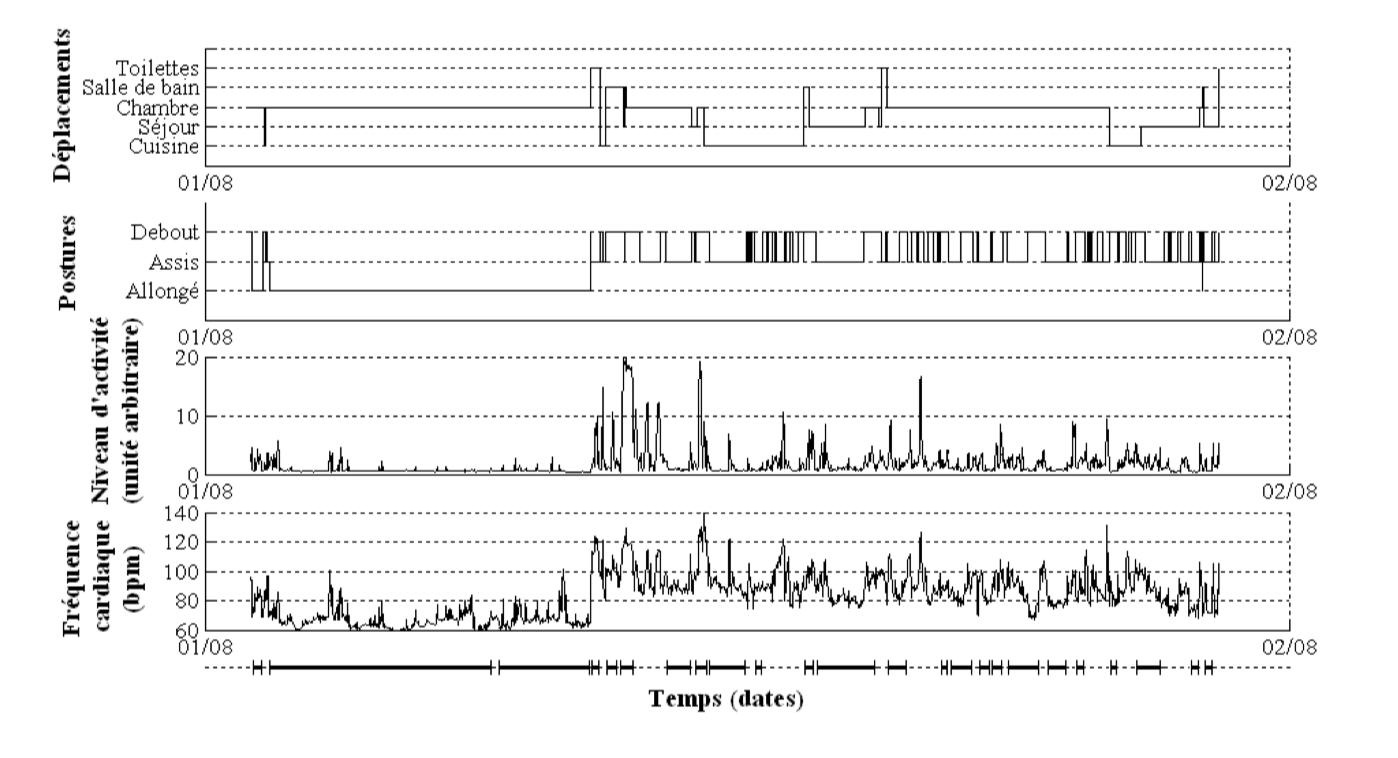 Déplacements
Toilettes
Salle de bain
Chambre
Séjour
Cuisine
01/08 02/08
Postures
Debout
Assis
Allongé
01/08 02/08
Niveau d'activité
(unité arbitraire)
20
10
0
01/08 02/08
Fréquence
cardiaque
(bpm)
140
120
100
80
60
01/08 02/08
Temps (dates)